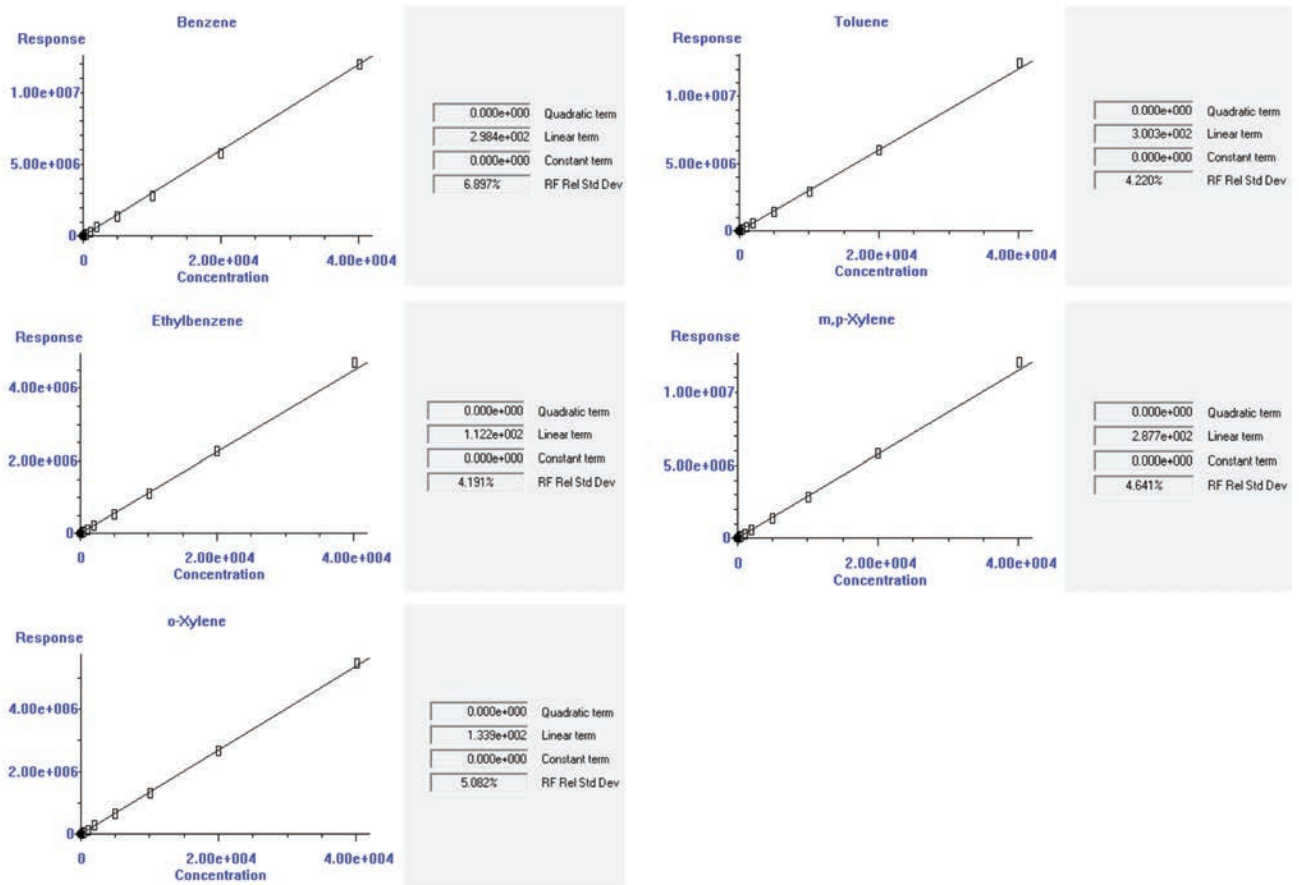 Benzene
Response
1.00e+007
5.00e+006
0
0 2.00e+004 4.00e+004
Concentration
0.000e+000 Quadratic term
2.984e+002 Linear term
0.000e+000 Constant term
6.897% RF Rel Std Dev
Toluene
Response
1.00e+007
5.00e+006
0
0 2.00e+004 4.00e+004
Concentration
0.000e+000 Quadratic term
3.003e+002 Linear term
0.000e+000 Constant term
4.220% RF Rel Std Dev
Ethylbenzene
Response
4.00e+006
2.00e+006
0
0 2.00e+004 4.00e+004
Concentration
0.000e+000 Quadratic term
1.122e+002 Linear term
0.000e+000 Constant term
4.191% RF Rel Std Dev
m,p-Xylene
Response
1.00e+007
5.00e+006
0
0 2.00e+004 4.00e+004
Concentration
0.000e+000 Quadratic term
2.877e+002 Linear term
0.000e+000 Constant term
4.641% RF Rel Std Dev
o-Xylene
Response
4.00e+006
2.00e+006
0
0 2.00e+004 4.00e+004
Concentration
0.000e+000 Quadratic term
1.339e+002 Linear term
0.000e+000 Constant term
5.082% RF Rel Std Dev